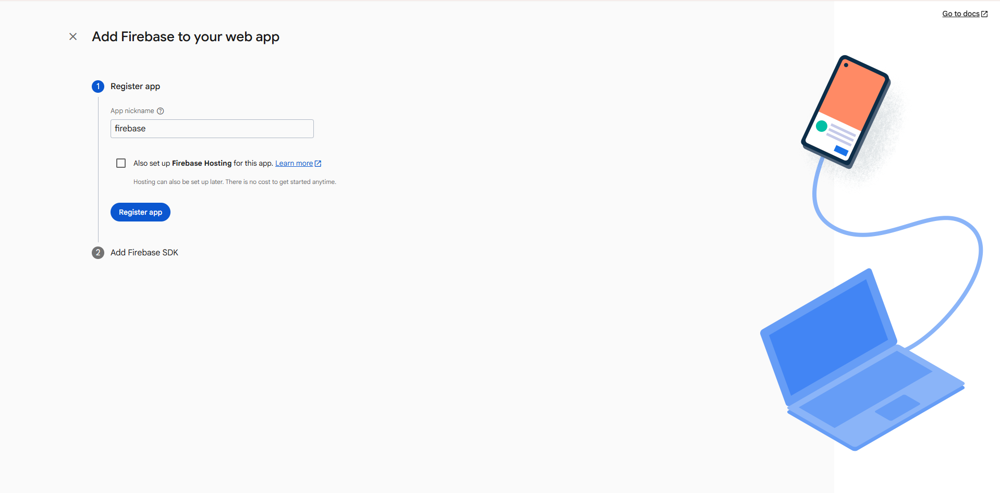 Go to docs
Add Firebase to your web app
1 Register app
App nickname
firebase
Also set up Firebase Hosting for this app. Learn more
Hosting can also be set up later. There is no cost to get started anytime.
Register app
2 Add Firebase SDK